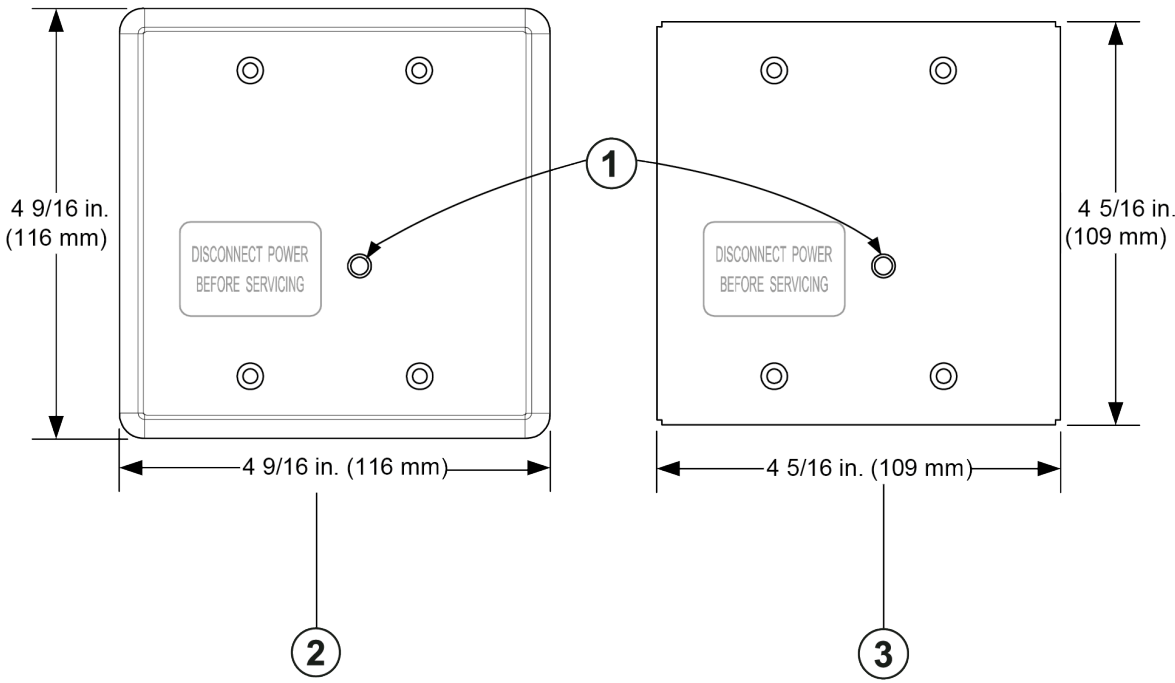 1
4 9/16 in.
(116 mm)
4 5/16 in.
(109 mm)
DISCONNECT POWER
BEFORE SERVICING
DISCONNECT POWER
BEFORE SERVICING
4 9/16 in. (116 mm)
4 5/16 in. (109 mm)
2
3